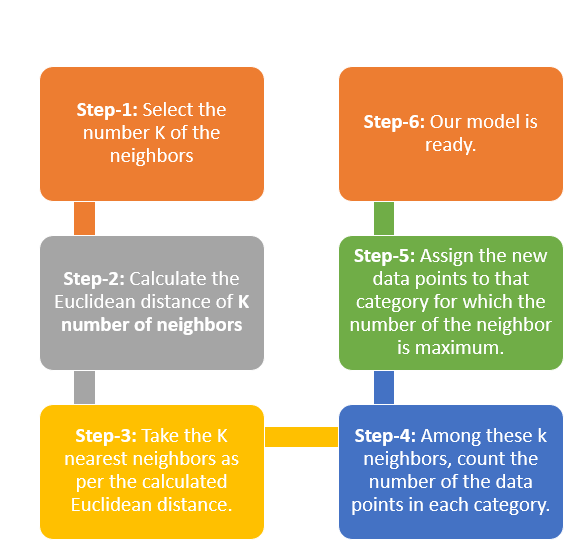 Step-1: Select the
number K of the
neighbors
Step-2: Calculate the
Euclidean distance of K
number of neighbors
Step-3: Take the K
nearest neighbors as
per the calculated
Euclidean distance.
Step-4: Among these k
neighbors, count the
number of the data
points in each category.
Step-5: Assign the new
data points to that
category for which the
number of the neighbor
is maximum.
Step-6: Our model is
ready.